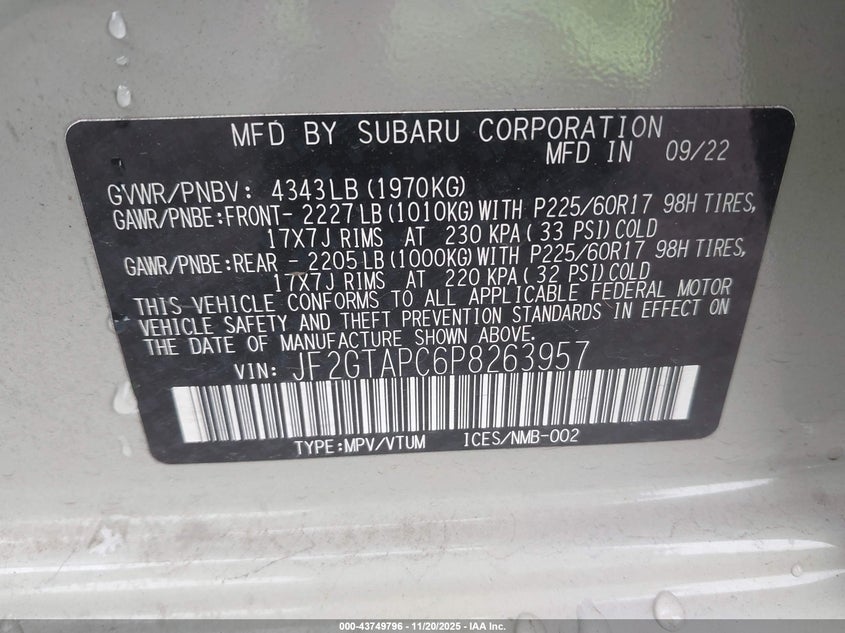 MFD BY SUBARU CORPORATION
MFD IN 09/22
GVWR/PNBV: 4343LB (1970KG)
GAWR/PNBE:FRONT- 2227LB (1010KG) WITH P225/60R17 98H TIRES,
17X7J RIMS AT 230 KPA (33 PSI) COLD
GAWR/PNBE:REAR - 2205LB (1000KG) WITH P225/60R17 98H TIRES,
17X7J RIMS AT 220 KPA (32 PSI) COLD
THIS VEHICLE CONFORMS TO ALL APPLICABLE FEDERAL MOTOR
VEHICLE SAFETY AND THEFT PREVENTION STANDARDS IN EFFECT ON
THE DATE OF MANUFACTURE SHOWN ABOVE.
VIN: JF2GTAPC6P8263957
TYPE:MPV/VTUM ICES/NMB-002
000-43749796 - 11/20/2025 - IAA Inc.